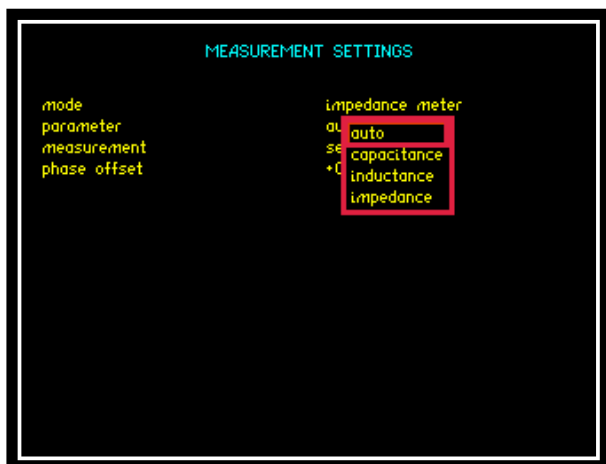 MEASUREMENT SETTINGS
mode impedance meter
parameter
auto
measurement
capacitance
phase offset
inductance
impedance